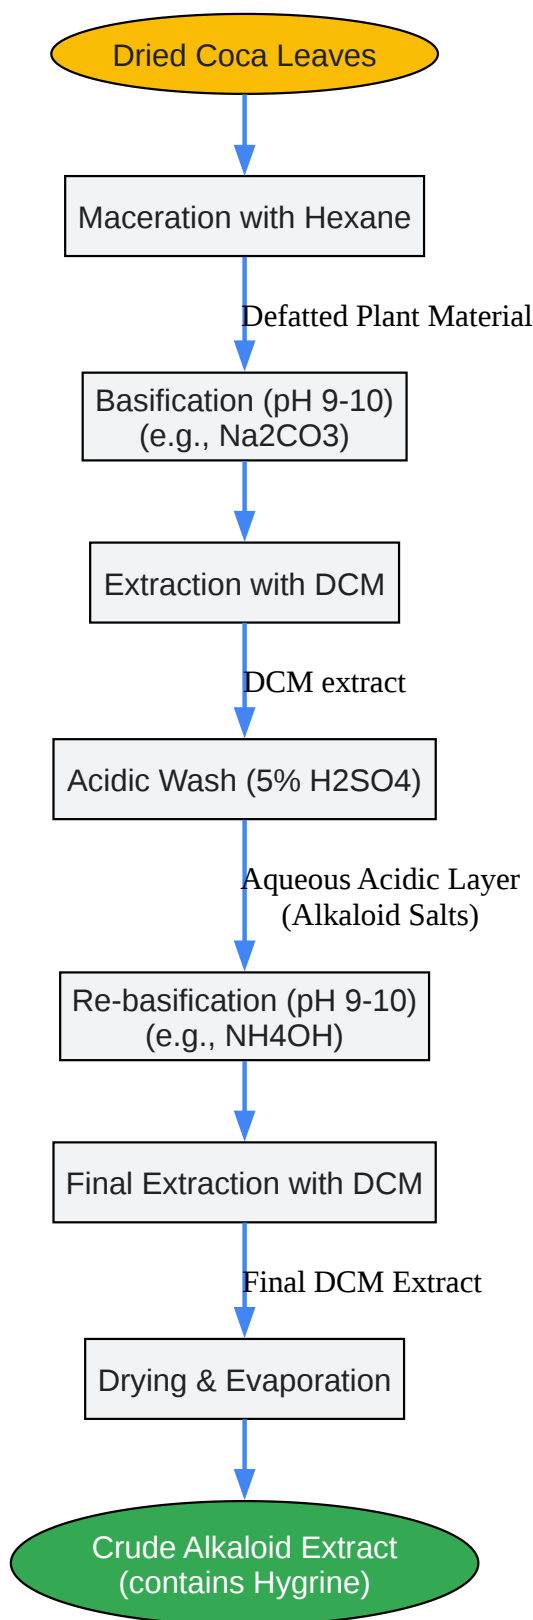 Dried Coca Leaves
Maceration with Hexane
Defatted Plant Material
Basification (pH 9-10)
(e.g., Na2CO3)
Extraction with DCM
DCM extract
Acidic Wash (5% H2SO4)
Aqueous Acidic Layer
(Alkaloid Salts)
Re-basification (pH 9-10)
(e.g., NH4OH)
Final Extraction with DCM
Final DCM Extract
Drying & Evaporation
Crude Alkaloid Extract
(contains Hygrine)